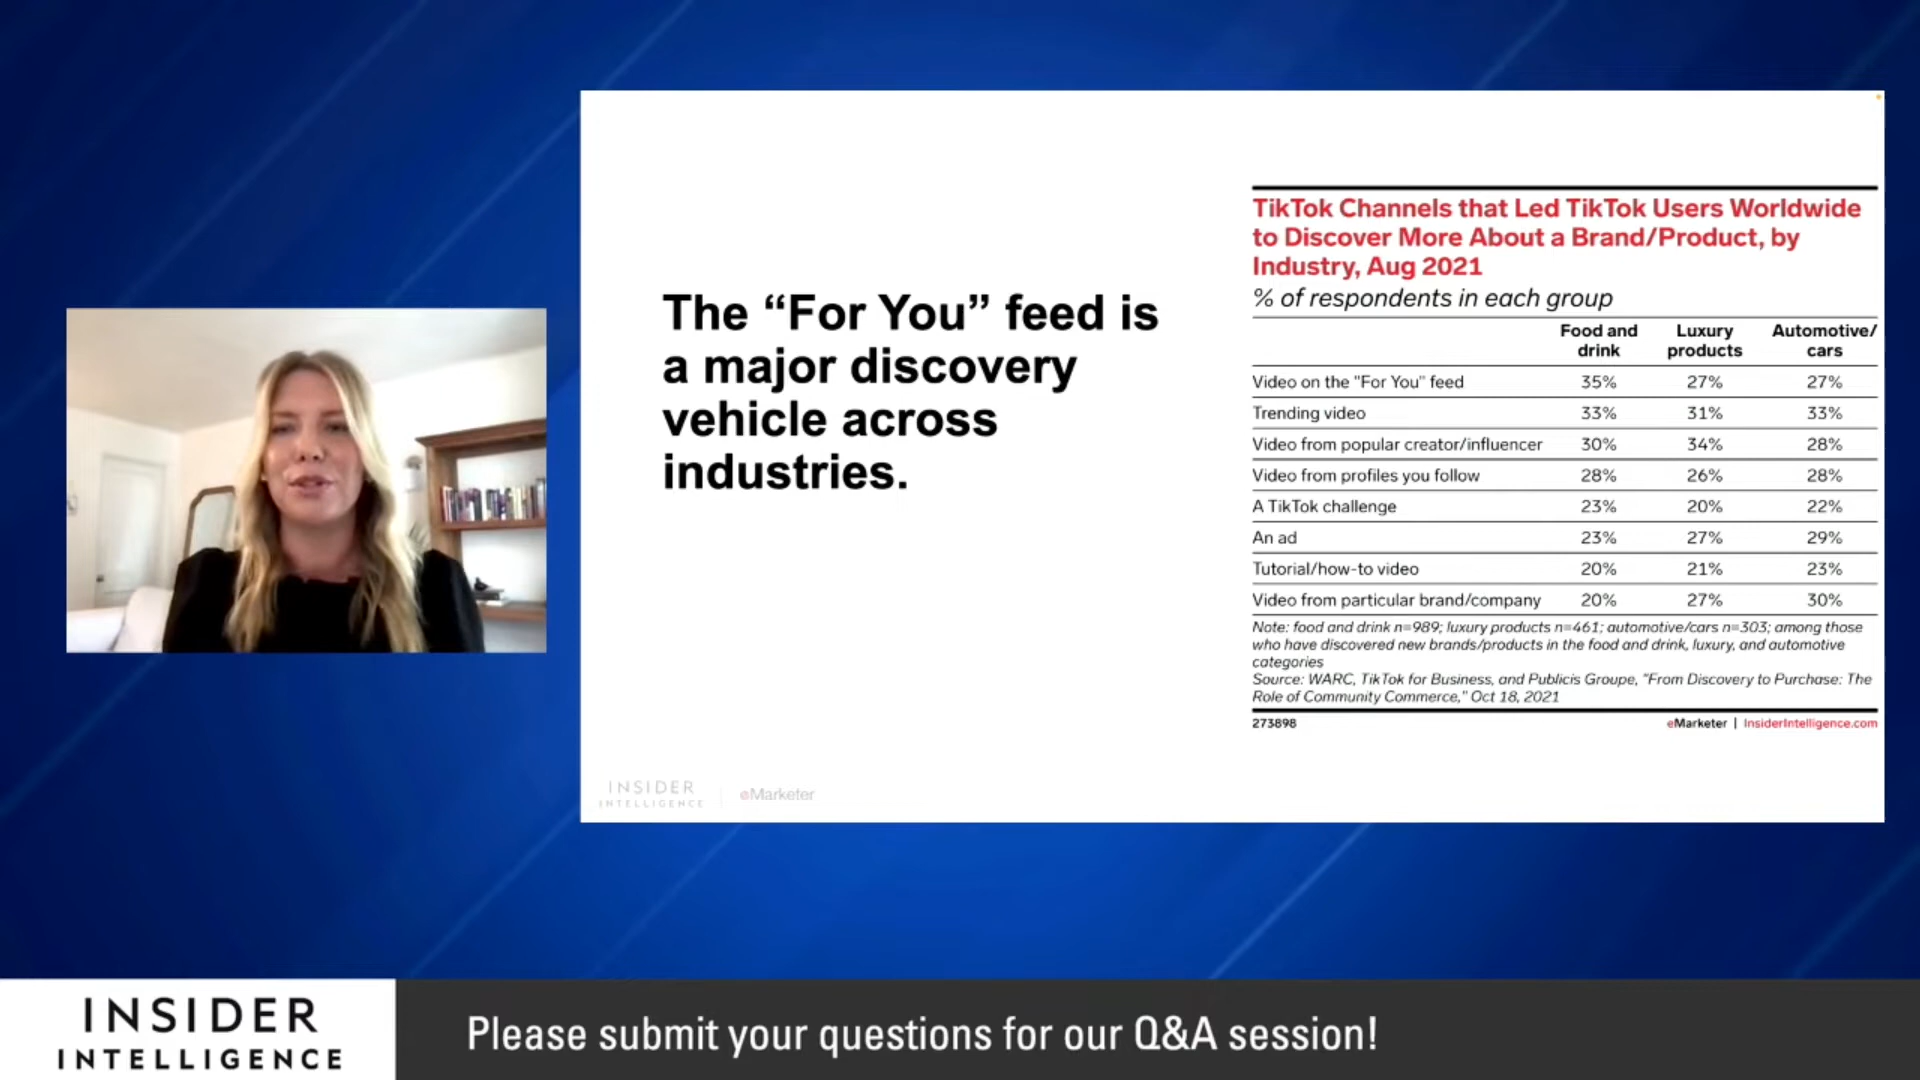 The “For You” feed is
a major discovery
vehicle across
industries.
TikTok Channels that Led TikTok Users Worldwide
to Discover More About a Brand/Product, by
Industry, Aug 2021
% of respondents in each group
Food and drink Luxury products Automotive/cars
Video on the "For You" feed 35% 27% 27%
Trending video 33% 31% 33%
Video from popular creator/influencer 30% 34% 28%
Video from profiles you follow 28% 26% 28%
A TikTok challenge 23% 20% 22%
An ad 23% 27% 29%
Tutorial/how-to video 20% 21% 23%
Video from particular brand/company 20% 27% 30%
Note: food and drink n=989; luxury products n=461; automotive/cars n=303; among those
who have discovered new brands/products in the food and drink, luxury, and automotive
categories
Source: WARC, TikTok for Business, and Publicis Groupe, "From Discovery to Purchase: The
Role of Community Commerce," Oct 18, 2021
273898 eMarketer | InsiderIntelligence.com
INSIDER
INTELLIGENCE | eMarketer
INSIDER
INTELLIGENCE
Please submit your questions for our Q&A session!